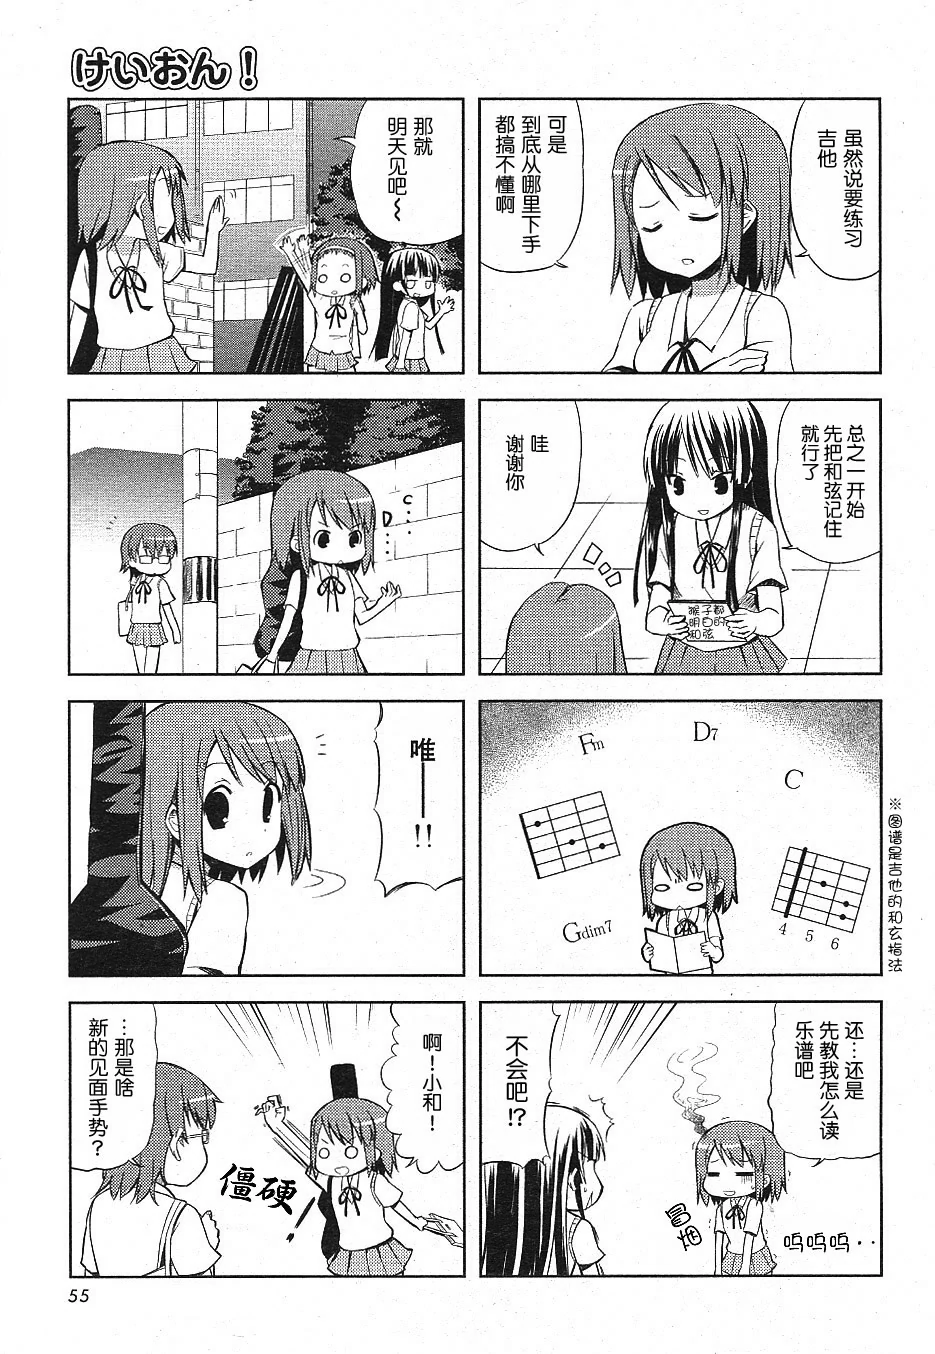 けいおん！
虽然说要练习
吉他
可是
到底从哪里下手
都搞不懂啊
总之一开始
先把和弦记住
就行了
猴子都
明白的
和弦
哇
谢谢你
Fm
D7
C
Gdim7
4 5 6
※图谱是吉他的和玄指法
还…还是
先教我怎么读
乐谱吧
不会吧!?
冒烟
呜呜呜··
那就
明天见吧～
C…
D…
唯——!!
啊！小和！
僵硬
…那是啥
新的见面手势？
55